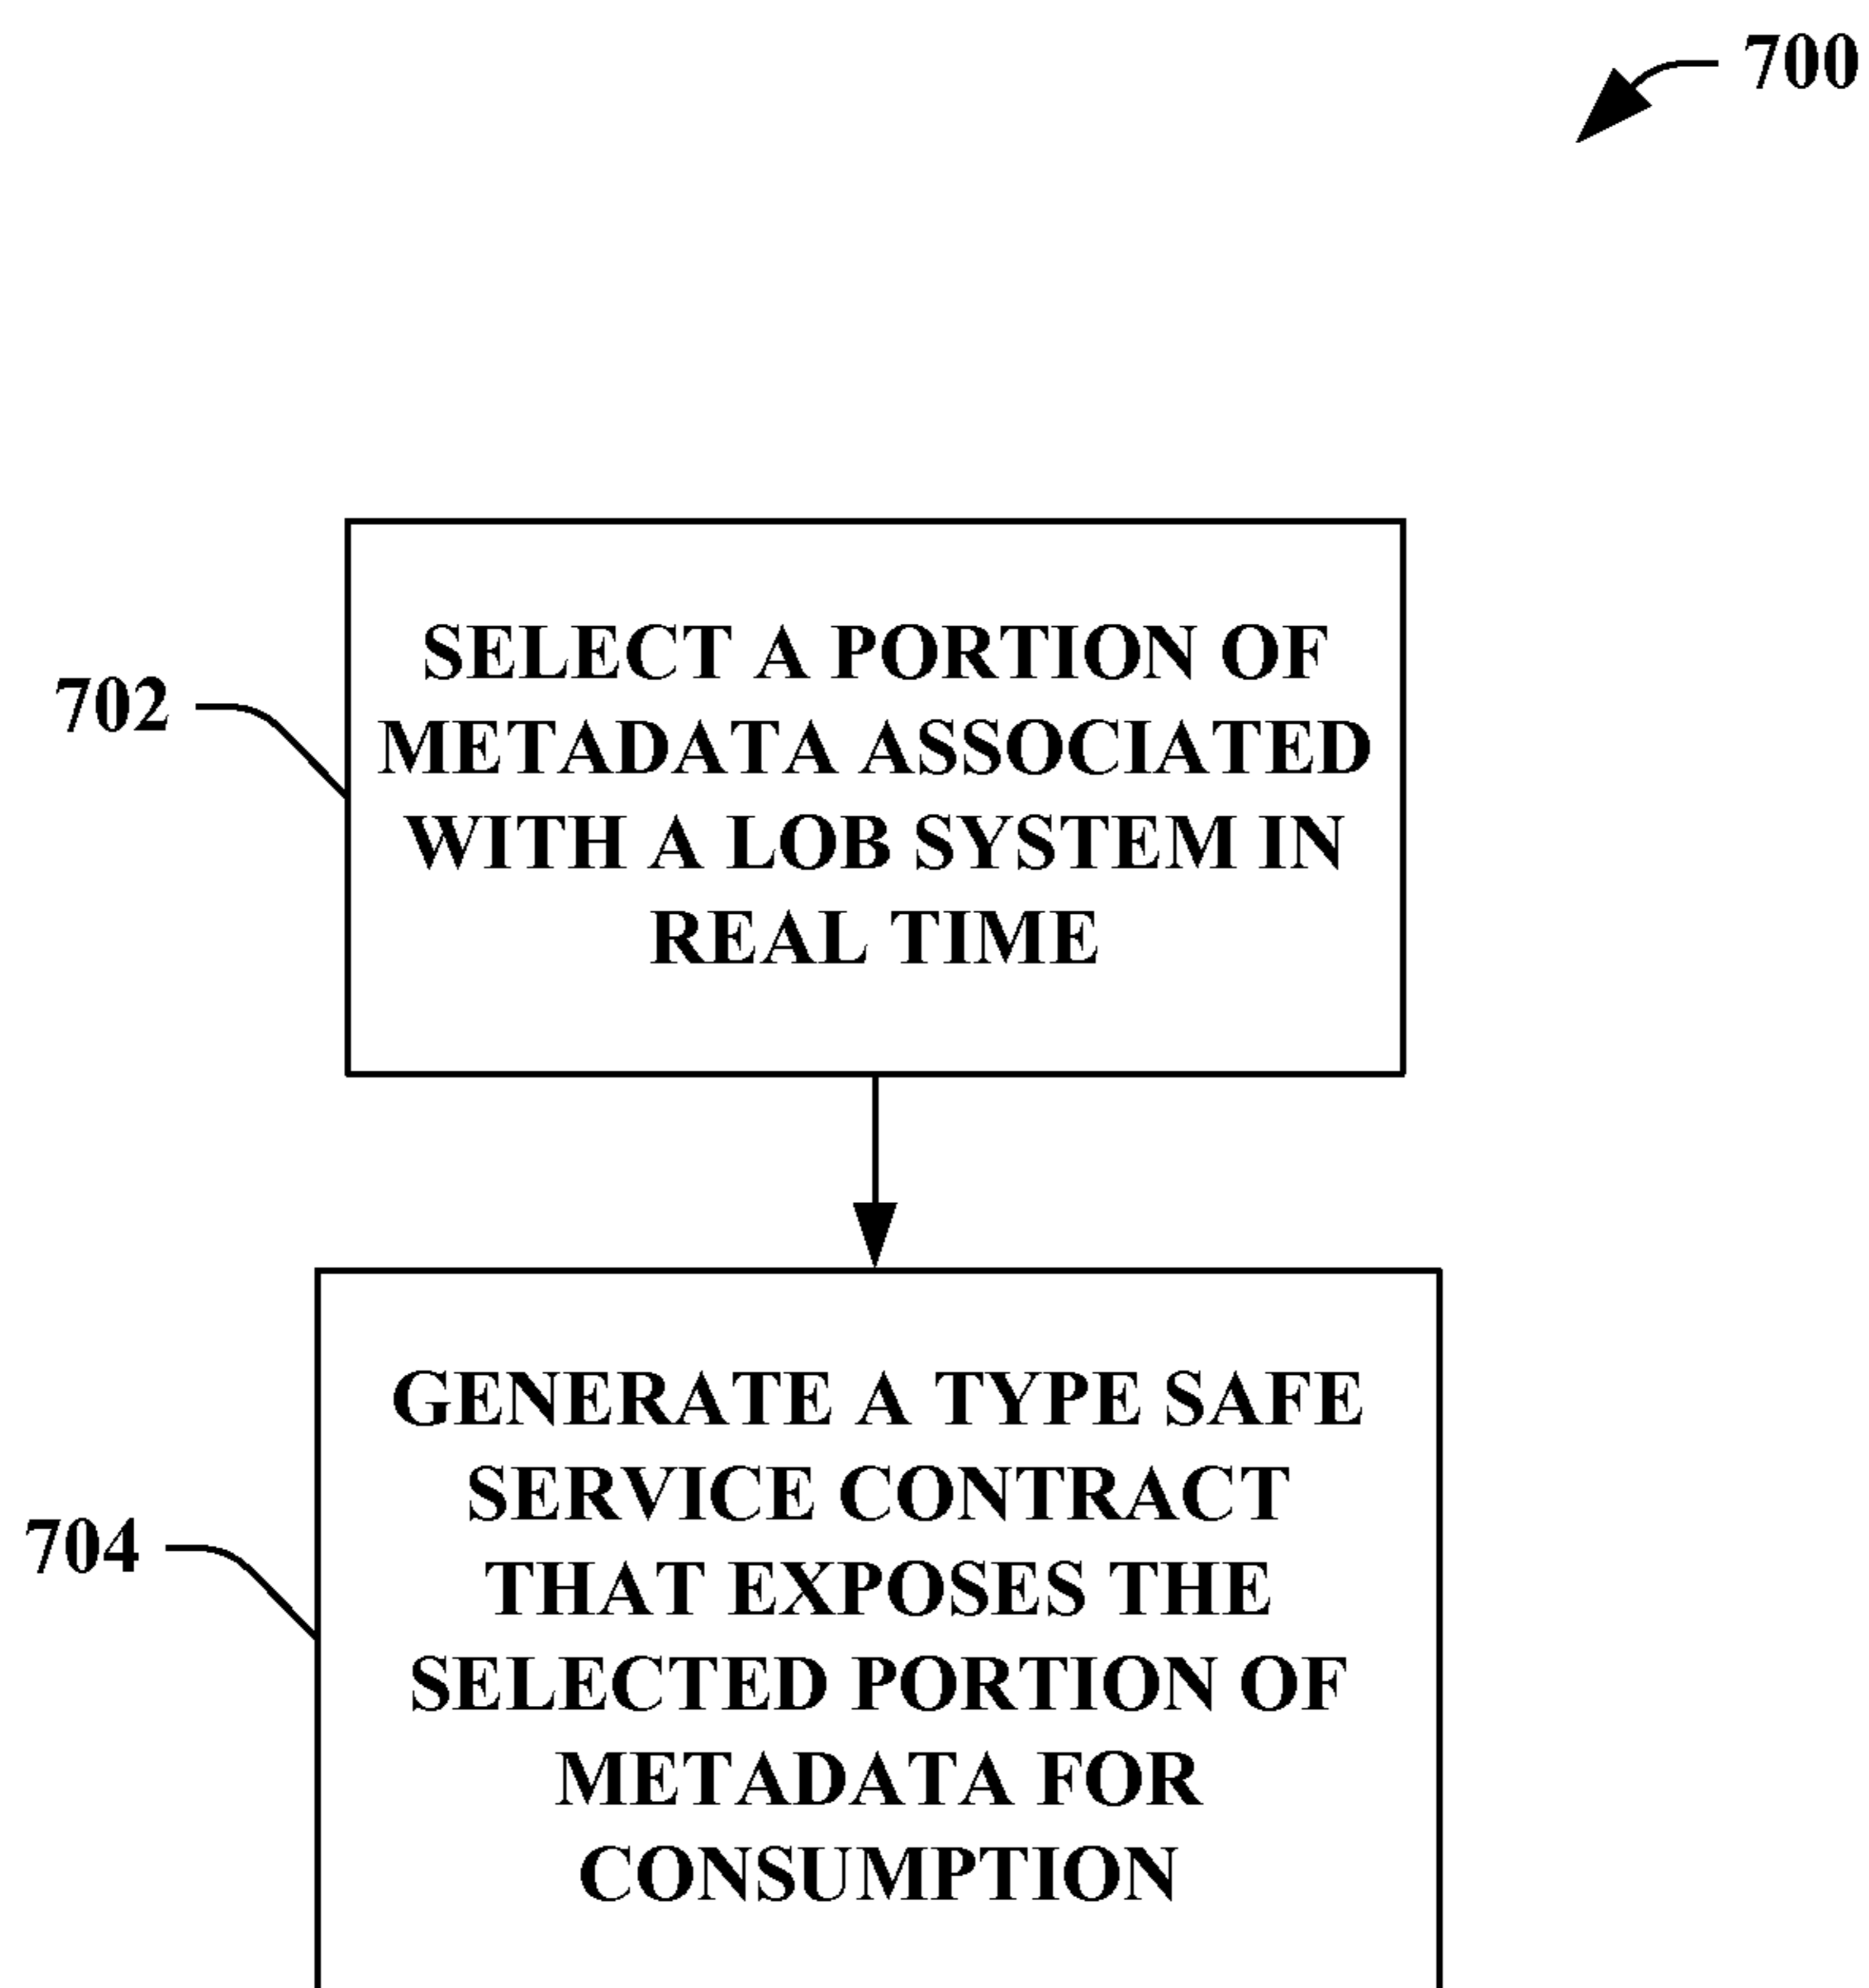 700
702
SELECT A PORTION OF
METADATA ASSOCIATED
WITH A LOB SYSTEM IN
REAL TIME
704
GENERATE A TYPE SAFE
SERVICE CONTRACT
THAT EXPOSES THE
SELECTED PORTION OF
METADATA FOR
CONSUMPTION